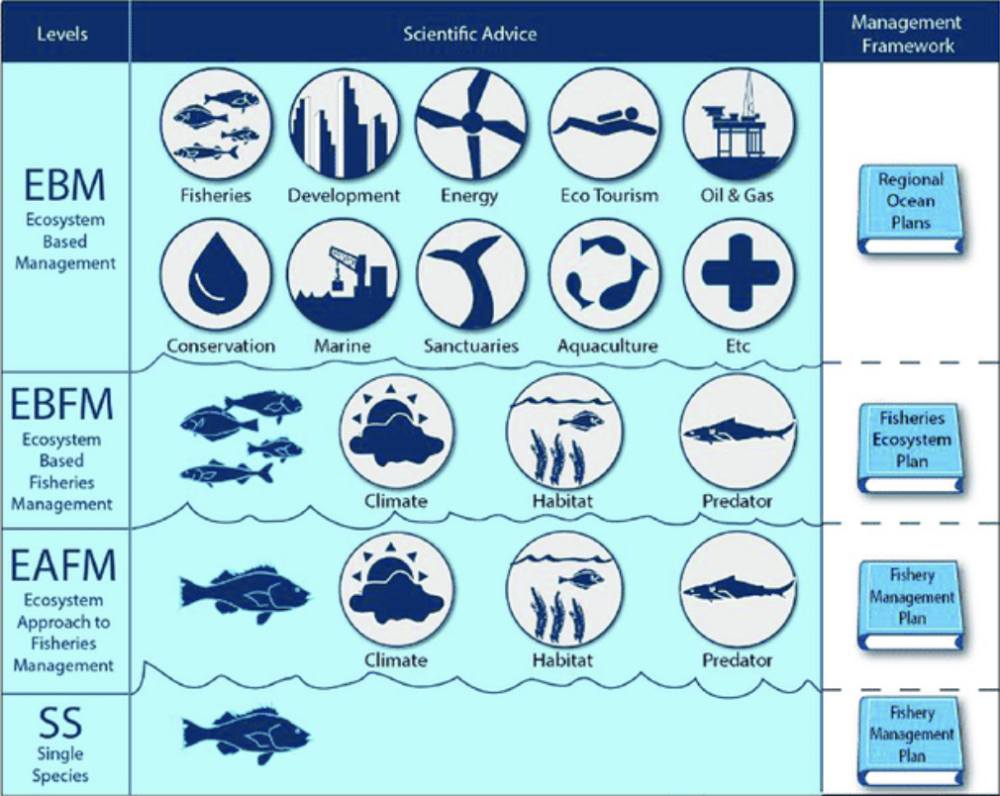 Levels
Scientific Advice
Management
Framework
EBM
Ecosystem
Based
Management
Fisheries
Development
Energy
Eco Tourism
Oil & Gas
Conservation
Marine
Sanctuaries
Aquaculture
Etc
Regional
Ocean
Plans
EBFM
Ecosystem
Based
Fisheries
Management
Climate
Habitat
Predator
Fisheries
Ecosystem
Plan
EAFM
Ecosystem
Approach to
Fisheries
Management
Climate
Habitat
Predator
Fishery
Management
Plan
SS
Single
Species
Fishery
Management
Plan